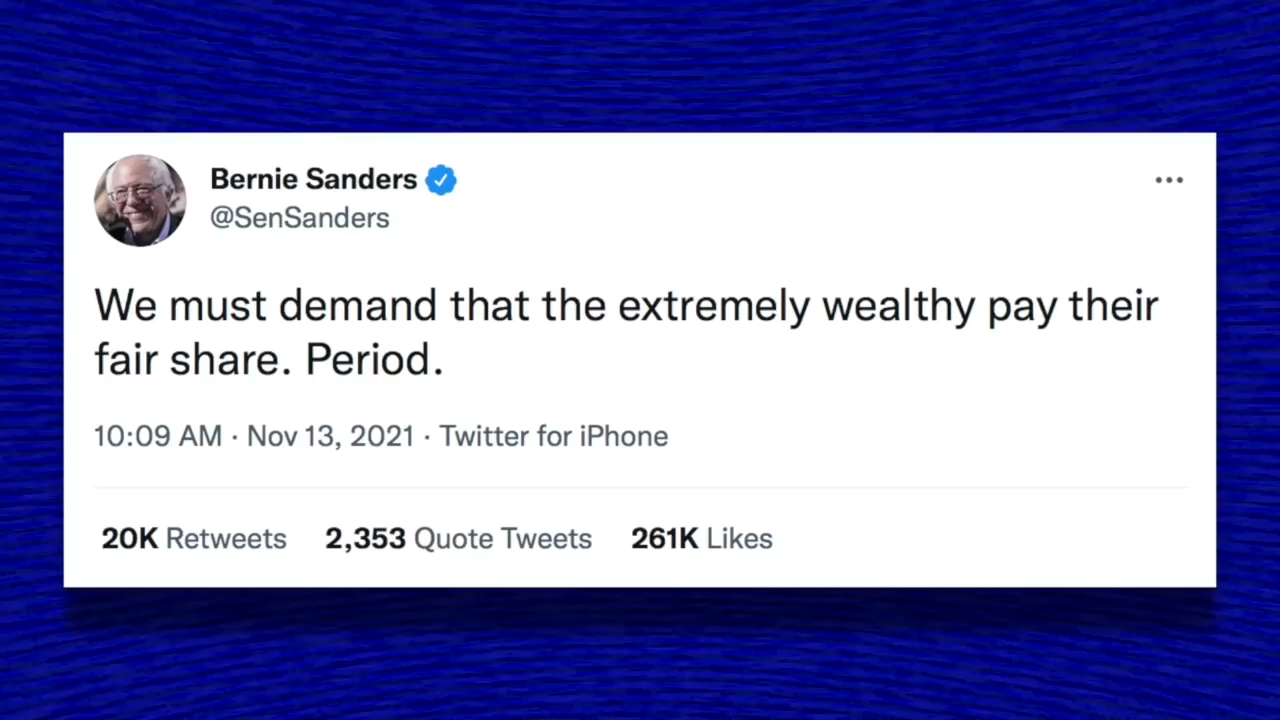 Bernie Sanders
@SenSanders
We must demand that the extremely wealthy pay their
fair share. Period.
10:09 AM · Nov 13, 2021 · Twitter for iPhone
20K Retweets 2,353 Quote Tweets 261K Likes